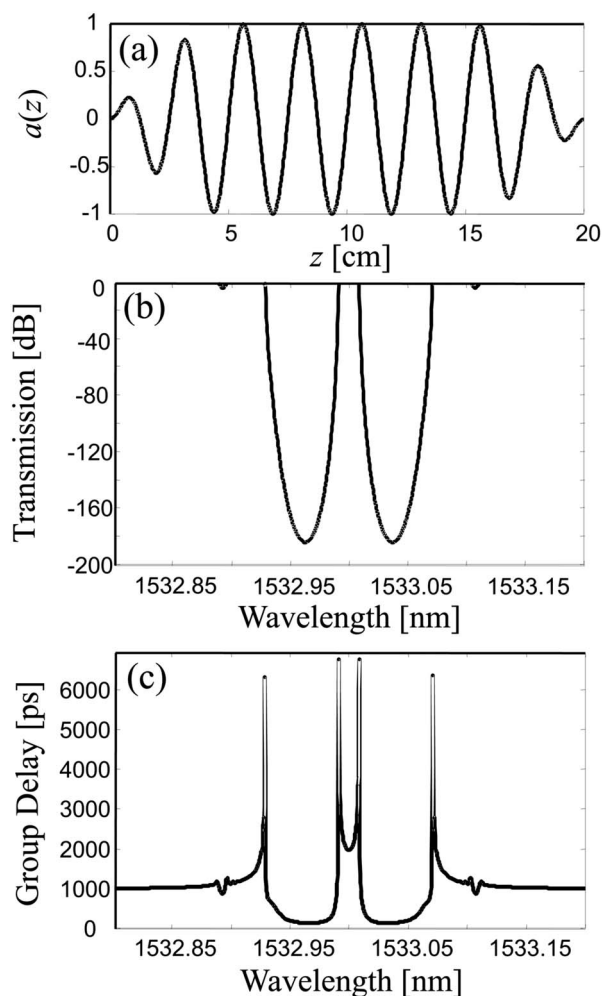 (a)
a(z)
1
0.5
0
-0.5
-1
0 5 10 15 20
z [cm]
(b)
Transmission [dB]
0
-40
-80
-120
-160
-200
1532.85 1532.95 1533.05 1533.15
Wavelength [nm]
(c)
Group Delay [ps]
6000
5000
4000
3000
2000
1000
0
1532.85 1532.95 1533.05 1533.15
Wavelength [nm]